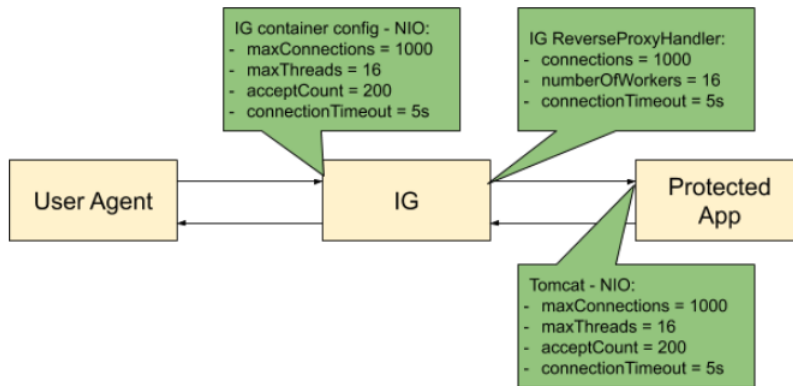 IG container config - NIO:
- maxConnections = 1000
- maxThreads = 16
- acceptCount = 200
- connectionTimeout = 5s
IG ReverseProxyHandler:
- connections = 1000
- numberOfWorkers = 16
- connectionTimeout = 5s
User Agent
IG
Protected
App
Tomcat - NIO:
- maxConnections = 1000
- maxThreads = 16
- acceptCount = 200
- connectionTimeout = 5s